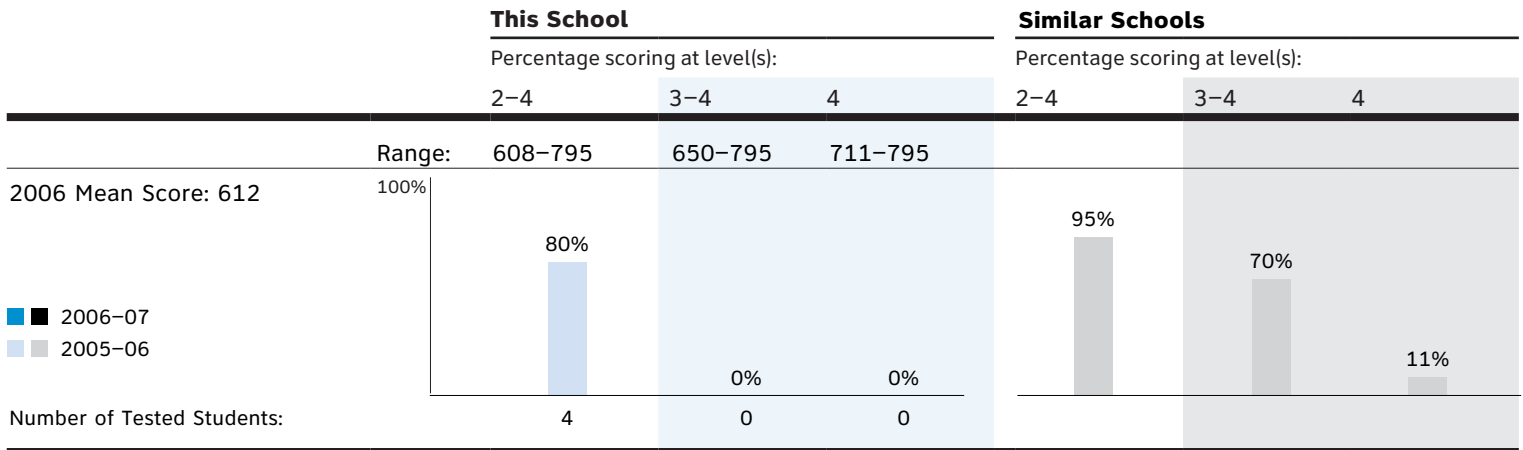 This School Similar Schools
Percentage scoring at level(s): Percentage scoring at level(s):
2–4 3–4 4 2–4 3–4 4
Range: 608–795 650–795 711–795
2006 Mean Score: 612 100%
95%
80%
70%
2006–07
2005–06
11%
0% 0%
Number of Tested Students: 4 0 0